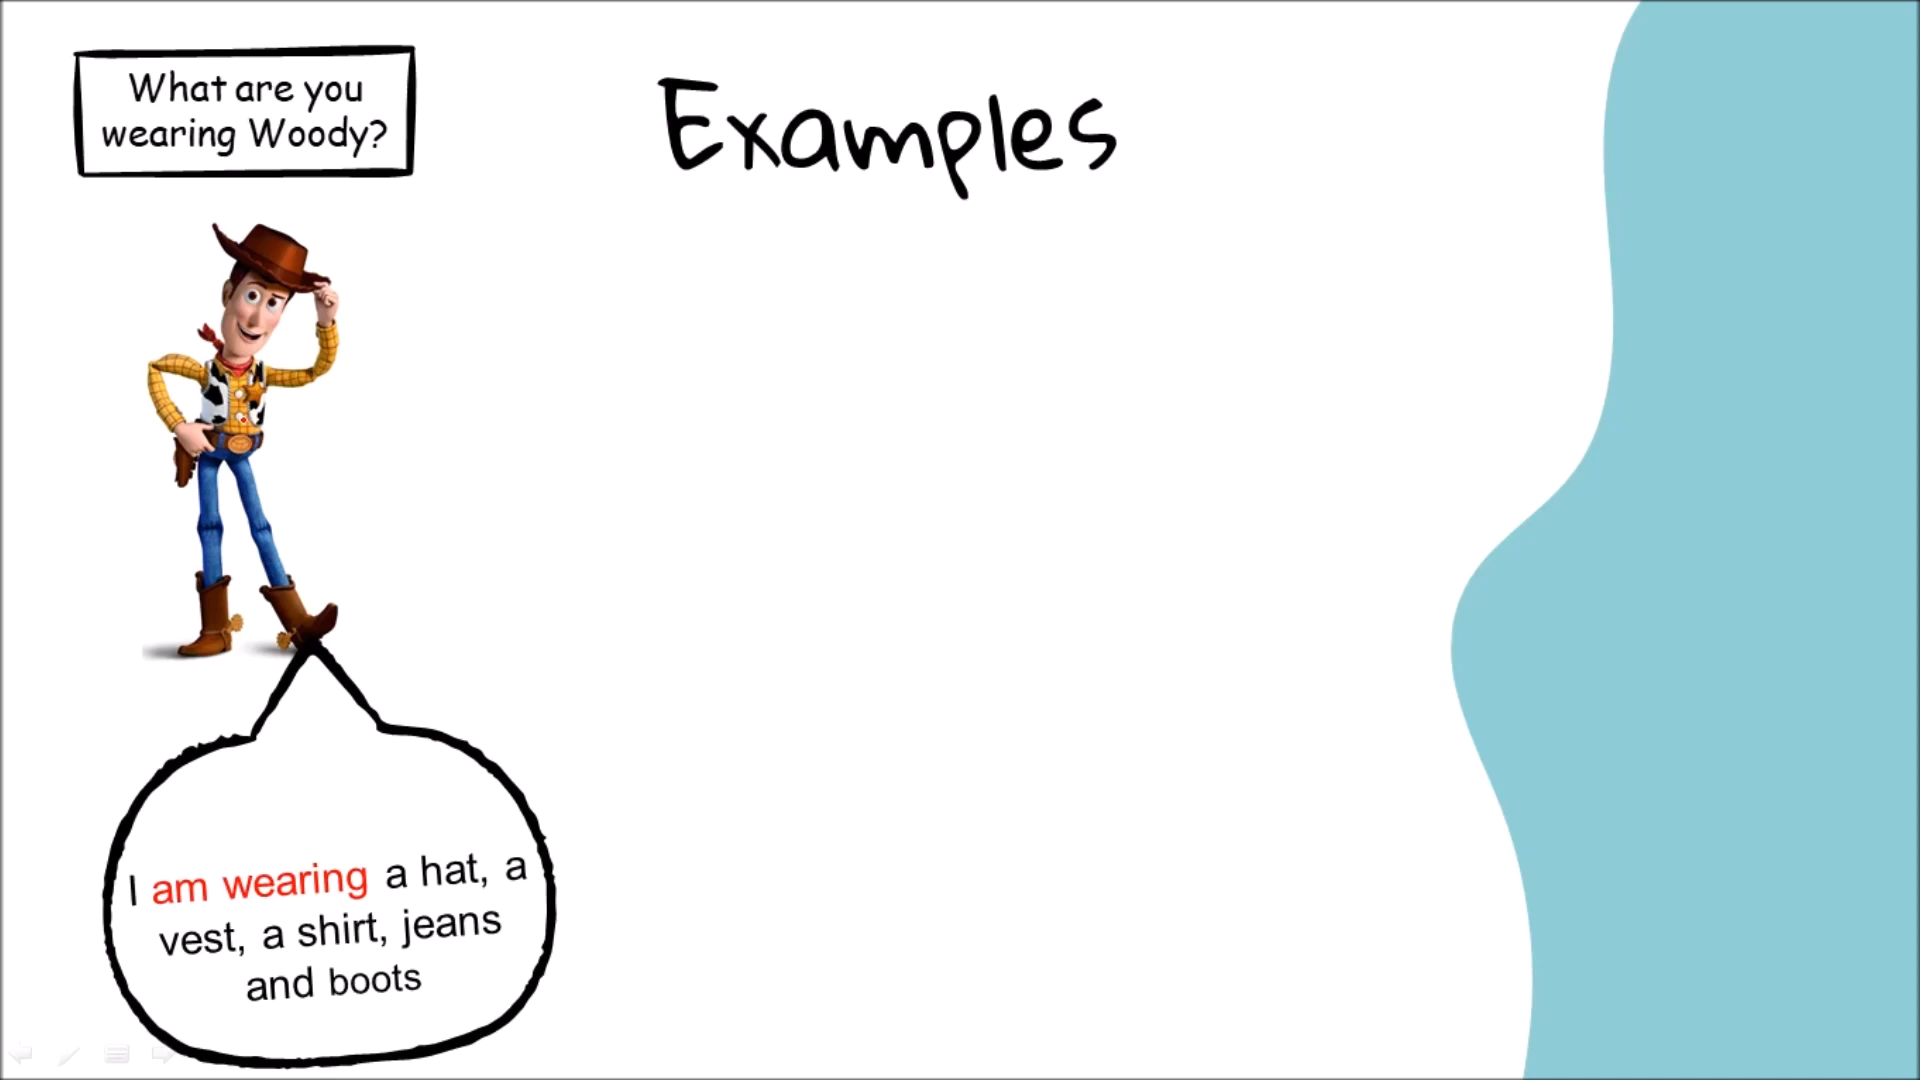 What are you
wearing Woody?
Examples
I am wearing a hat, a
vest, a shirt, jeans
and boots